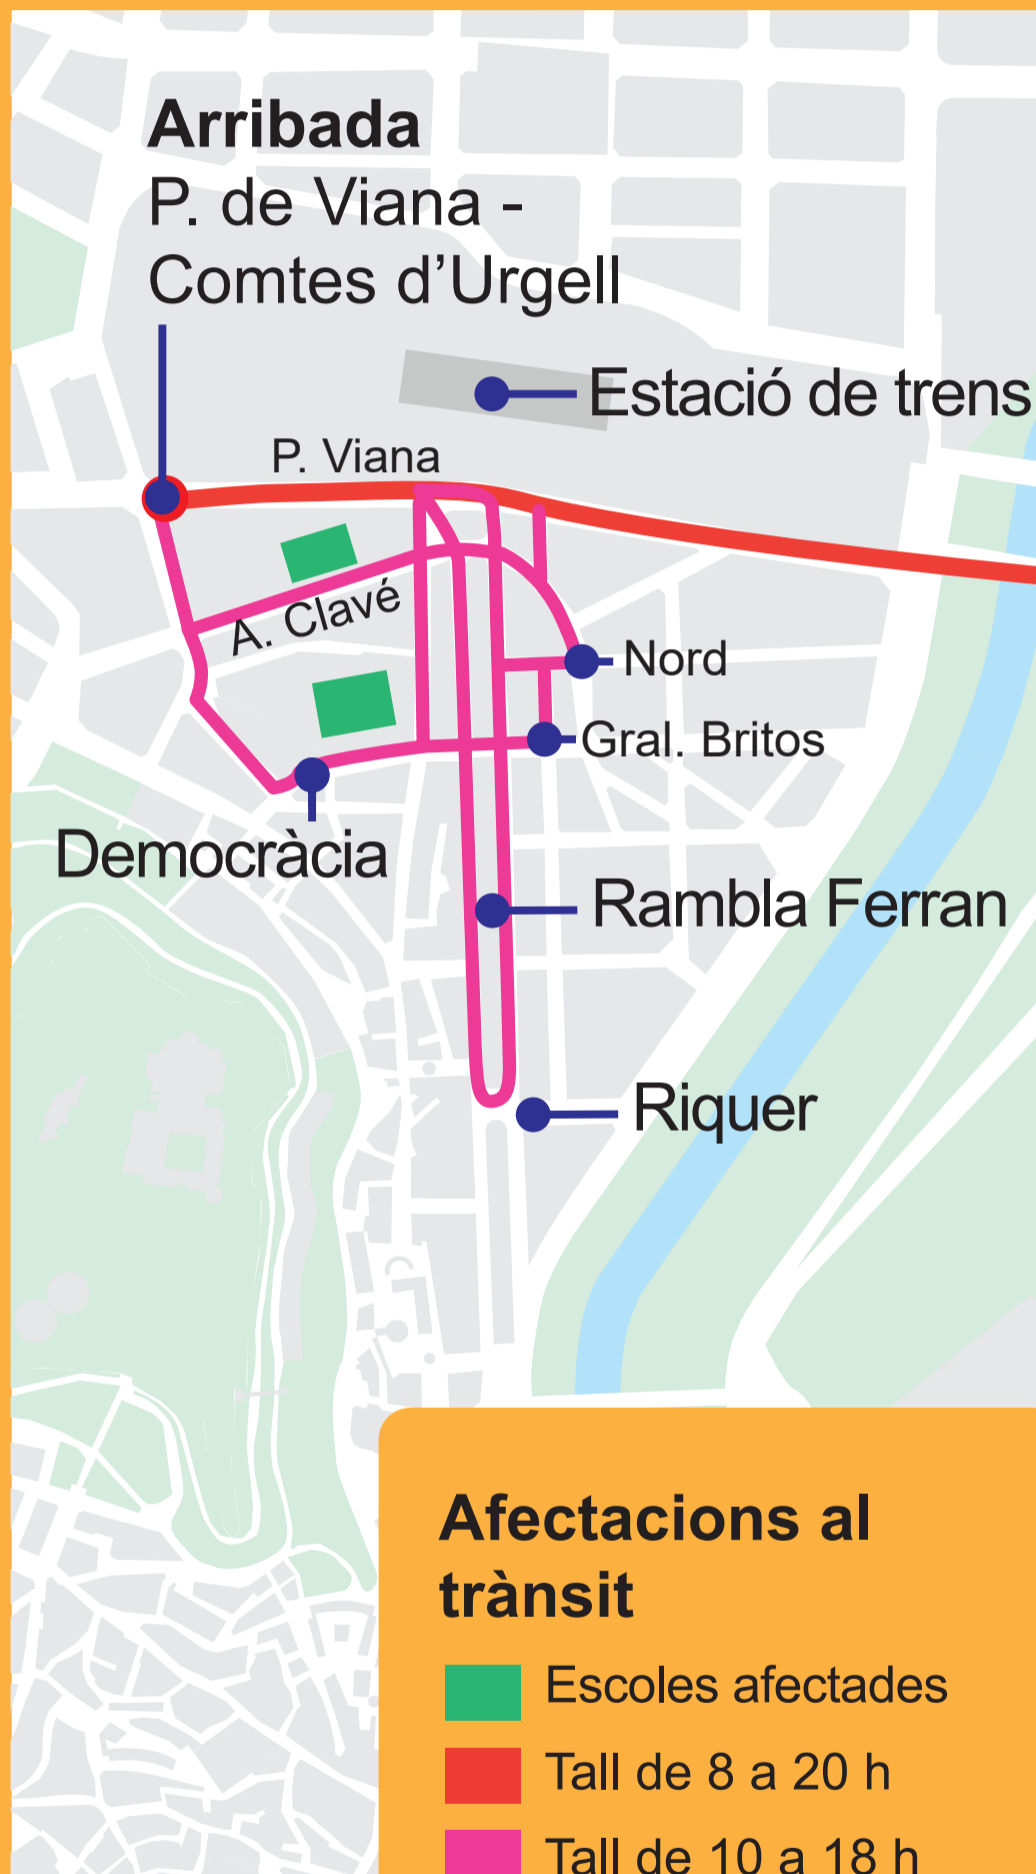 Arribada
P. de Viana -
Comtes d’Urgell
Estació de trens
P. Viana
A. Clavé
Nord
Gral. Britos
Democràcia
Rambla Ferran
Riquer
Afectacions al
trànsit
Escoles afectades
Tall de 8 a 20 h
Tall de 10 a 18 h